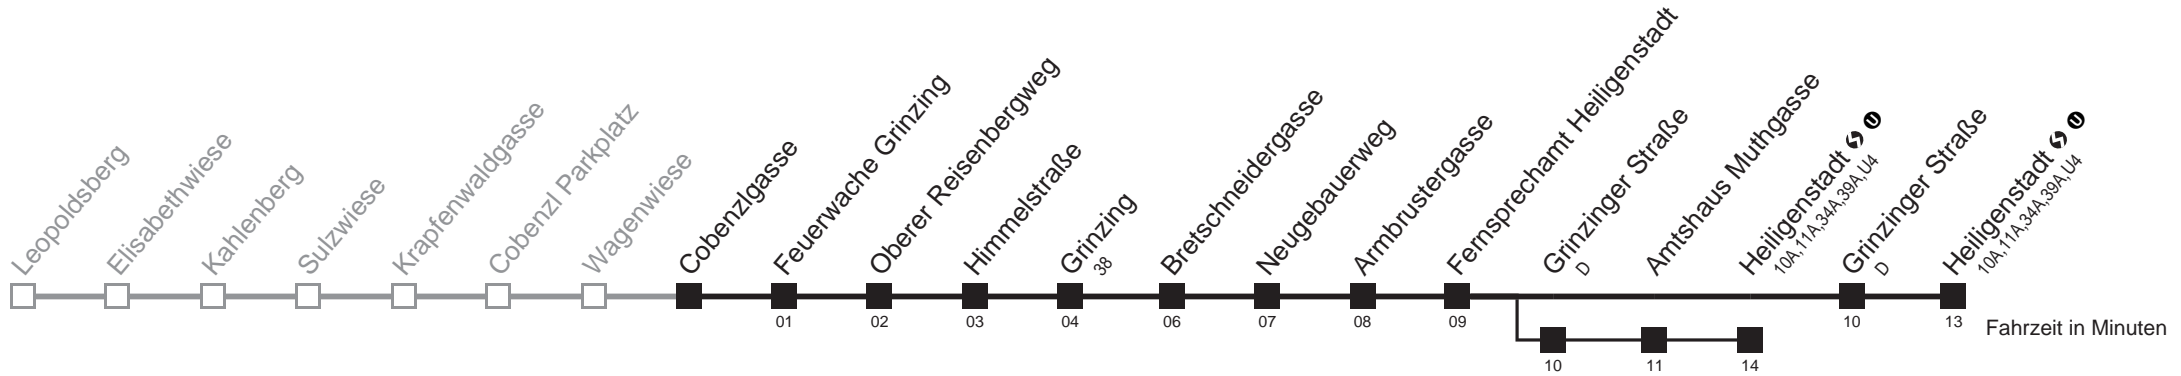 Leopoldsberg
Elisabethwiese
Kahlenberg
Sulzwiese
Krapfenwaldgasse
Cobenzl Parkplatz
Wagenwiese
Cobenzlgasse
Feuerwache Grinzing
Oberer Reisenbergweg
Himmelstraße
Grinzing
38
Bretschneidergasse
Neugebauerweg
Armbrustergasse
Fernsprechamt Heiligenstadt
Grinzinger Straße
D
Amtshaus Muthgasse
Heiligenstadt S U
10A,11A,34A,39A,U4
Grinzinger Straße
D
Heiligenstadt S U
10A,11A,34A,39A,U4
01
02
03
04
06
07
08
09
10
13
Fahrzeit in Minuten
10
11
14